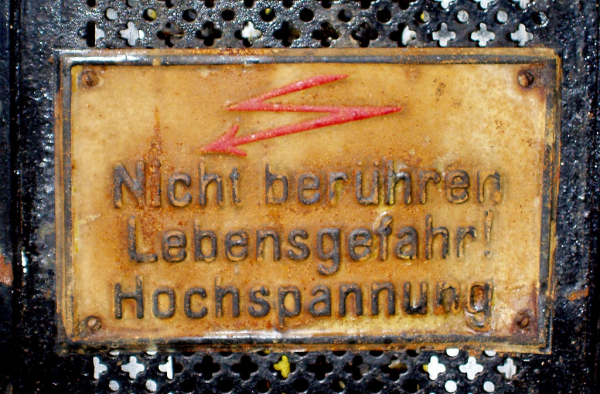 Nicht berühren
Lebensgefahr!
Hochspannung